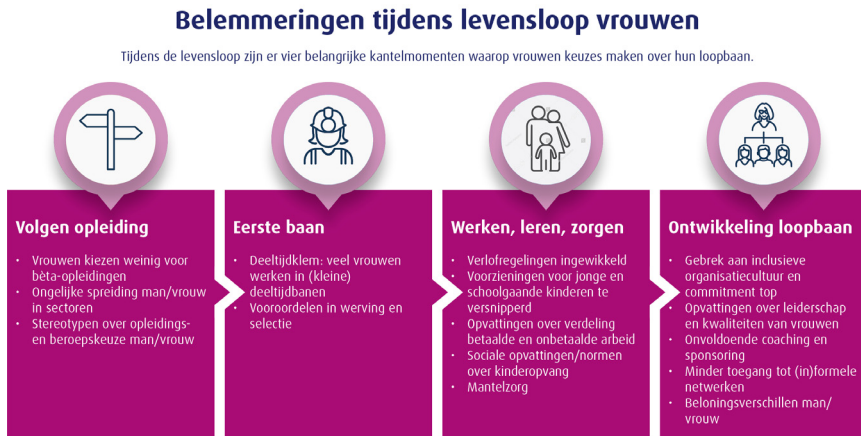 Belemmeringen tijdens levensloop vrouwen
Tijdens de levensloop zijn er vier belangrijke kantelmomenten waarop vrouwen keuzes maken over hun loopbaan.
Volgen opleiding
• Vrouwen kiezen weinig voor
bèta-opleidingen
• Ongelijke spreiding man/vrouw
in sectoren
• Stereotypen over opleidings-
en beroepskeuze man/vrouw
Eerste baan
• Deeltijdklem: veel vrouwen
werken in (kleine)
deeltijdbanen
• Vooroordelen in werving en
selectie
Werken, leren, zorgen
• Verlofregelingen ingewikkeld
• Voorzieningen voor jonge en
schoolgaande kinderen te
versnipperd
• Opvattingen over verdeling
betaalde en onbetaalde arbeid
• Sociale opvattingen/normen
over kinderopvang
• Mantelzorg
Ontwikkeling loopbaan
• Gebrek aan inclusieve
organisatiecultuur en
commitment top
• Opvattingen over leiderschap
en kwaliteiten van vrouwen
• Onvoldoende coaching en
sponsoring
• Minder toegang tot (in)formele
netwerken
• Beloningsverschillen man/
vrouw